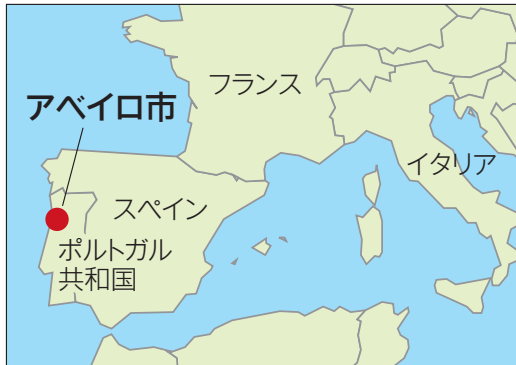 フランス
アベイロ市
イタリア
スペイン
ポルトガル
共和国